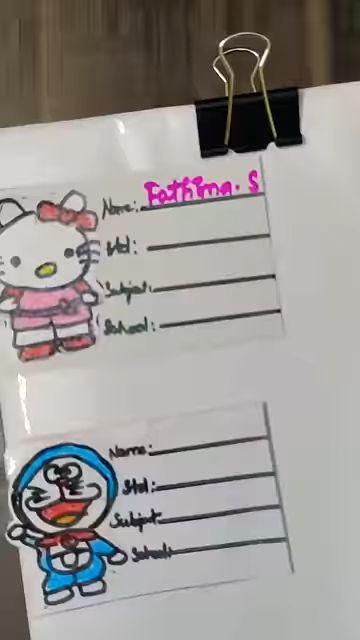 Name: Fathima. S
Std:
Subject:
School:
Name:
Std:
Subject:
School: